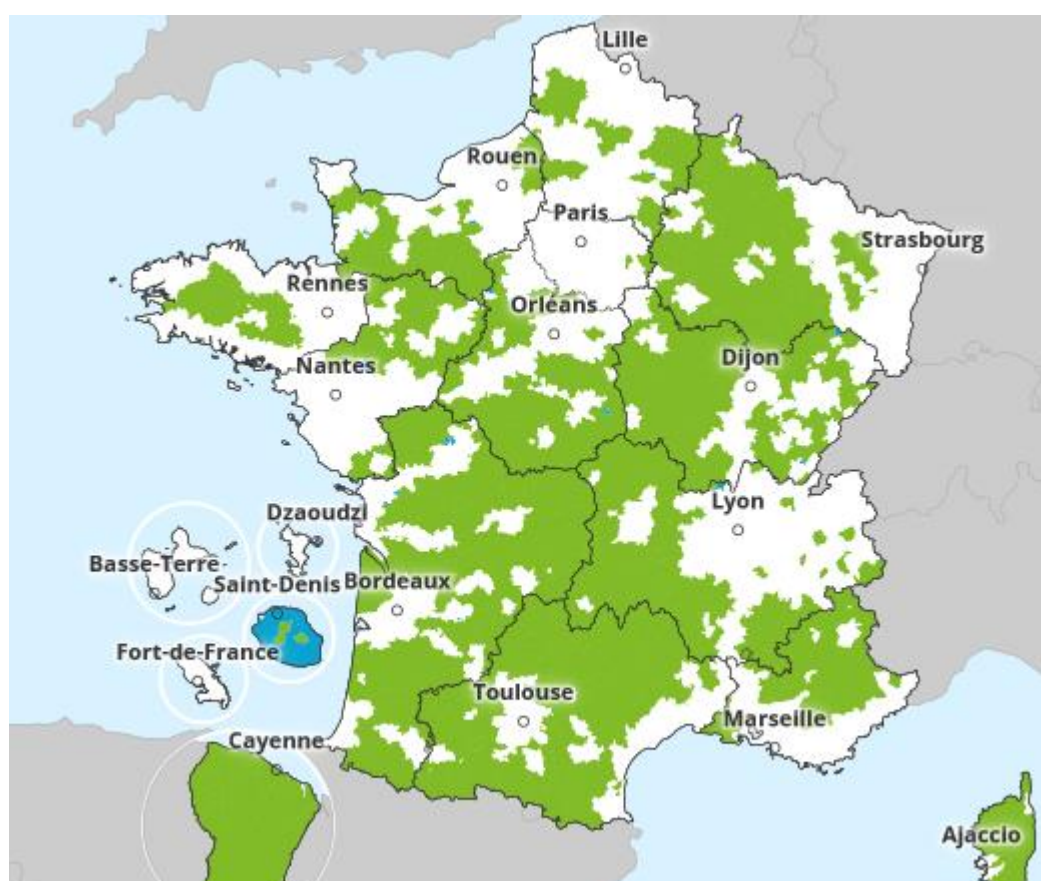 Lille
Rouen
Paris
Strasbourg
Rennes
Orléans
Dijon
Nantes
Lyon
Dzaoudzi
Basse-Terre
Saint-Denis
Bordeaux
Fort-de-France
Toulouse
Marseille
Cayenne
Ajaccio